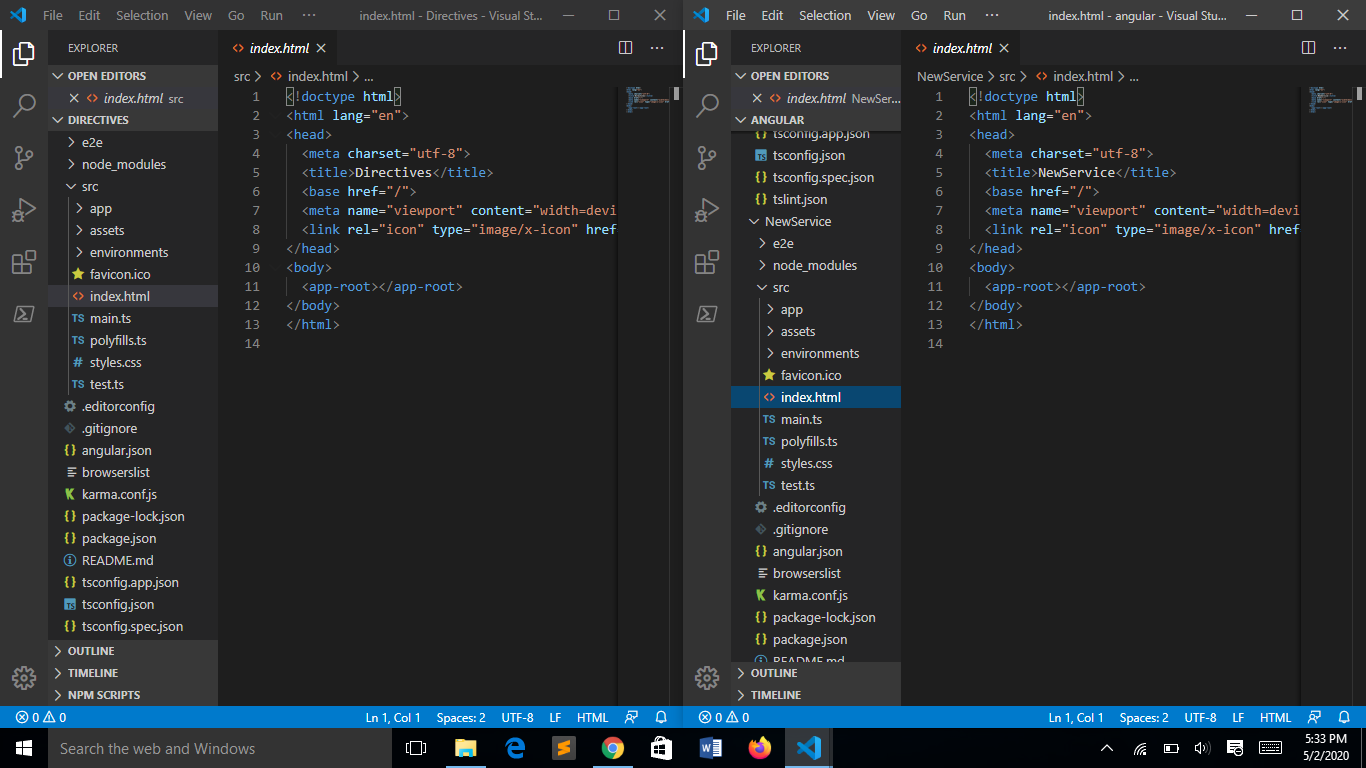 File Edit Selection View Go Run ··· index.html - Directives - Visual St...
EXPLORER
OPEN EDITORS
index.html src
DIRECTIVES
e2e
node_modules
src
app
assets
environments
favicon.ico
index.html
TS main.ts
TS polyfills.ts
# styles.css
TS test.ts
.editorconfig
.gitignore
{} angular.json
browserslist
karma.conf.js
{} package-lock.json
{} package.json
README.md
{} tsconfig.app.json
TS tsconfig.json
{} tsconfig.spec.json
OUTLINE
TIMELINE
NPM SCRIPTS
index.html
src > index.html > ...
1 <!doctype html>
2 <html lang="en">
3 <head>
4 <meta charset="utf-8">
5 <title>Directives</title>
6 <base href="/">
7 <meta name="viewport" content="width=devi
8 <link rel="icon" type="image/x-icon" href
9 </head>
10 <body>
11 <app-root></app-root>
12 </body>
13 </html>
14
0 0 Ln 1, Col 1 Spaces: 2 UTF-8 LF HTML
File Edit Selection View Go Run ··· index.html - angular - Visual Stu...
EXPLORER
OPEN EDITORS
index.html NewSer...
ANGULAR
{} tsconfig.app.json
TS tsconfig.json
{} tsconfig.spec.json
{} tslint.json
NewService
e2e
node_modules
src
app
assets
environments
favicon.ico
index.html
TS main.ts
TS polyfills.ts
# styles.css
TS test.ts
.editorconfig
.gitignore
{} angular.json
browserslist
karma.conf.js
{} package-lock.json
{} package.json
README.md
OUTLINE
TIMELINE
index.html
NewService > src > index.html > ...
1 <!doctype html>
2 <html lang="en">
3 <head>
4 <meta charset="utf-8">
5 <title>NewService</title>
6 <base href="/">
7 <meta name="viewport" content="width=devi
8 <link rel="icon" type="image/x-icon" href
9 </head>
10 <body>
11 <app-root></app-root>
12 </body>
13 </html>
14
0 0 Ln 1, Col 1 Spaces: 2 UTF-8 LF HTML
Search the web and Windows
5:33 PM
5/2/2020